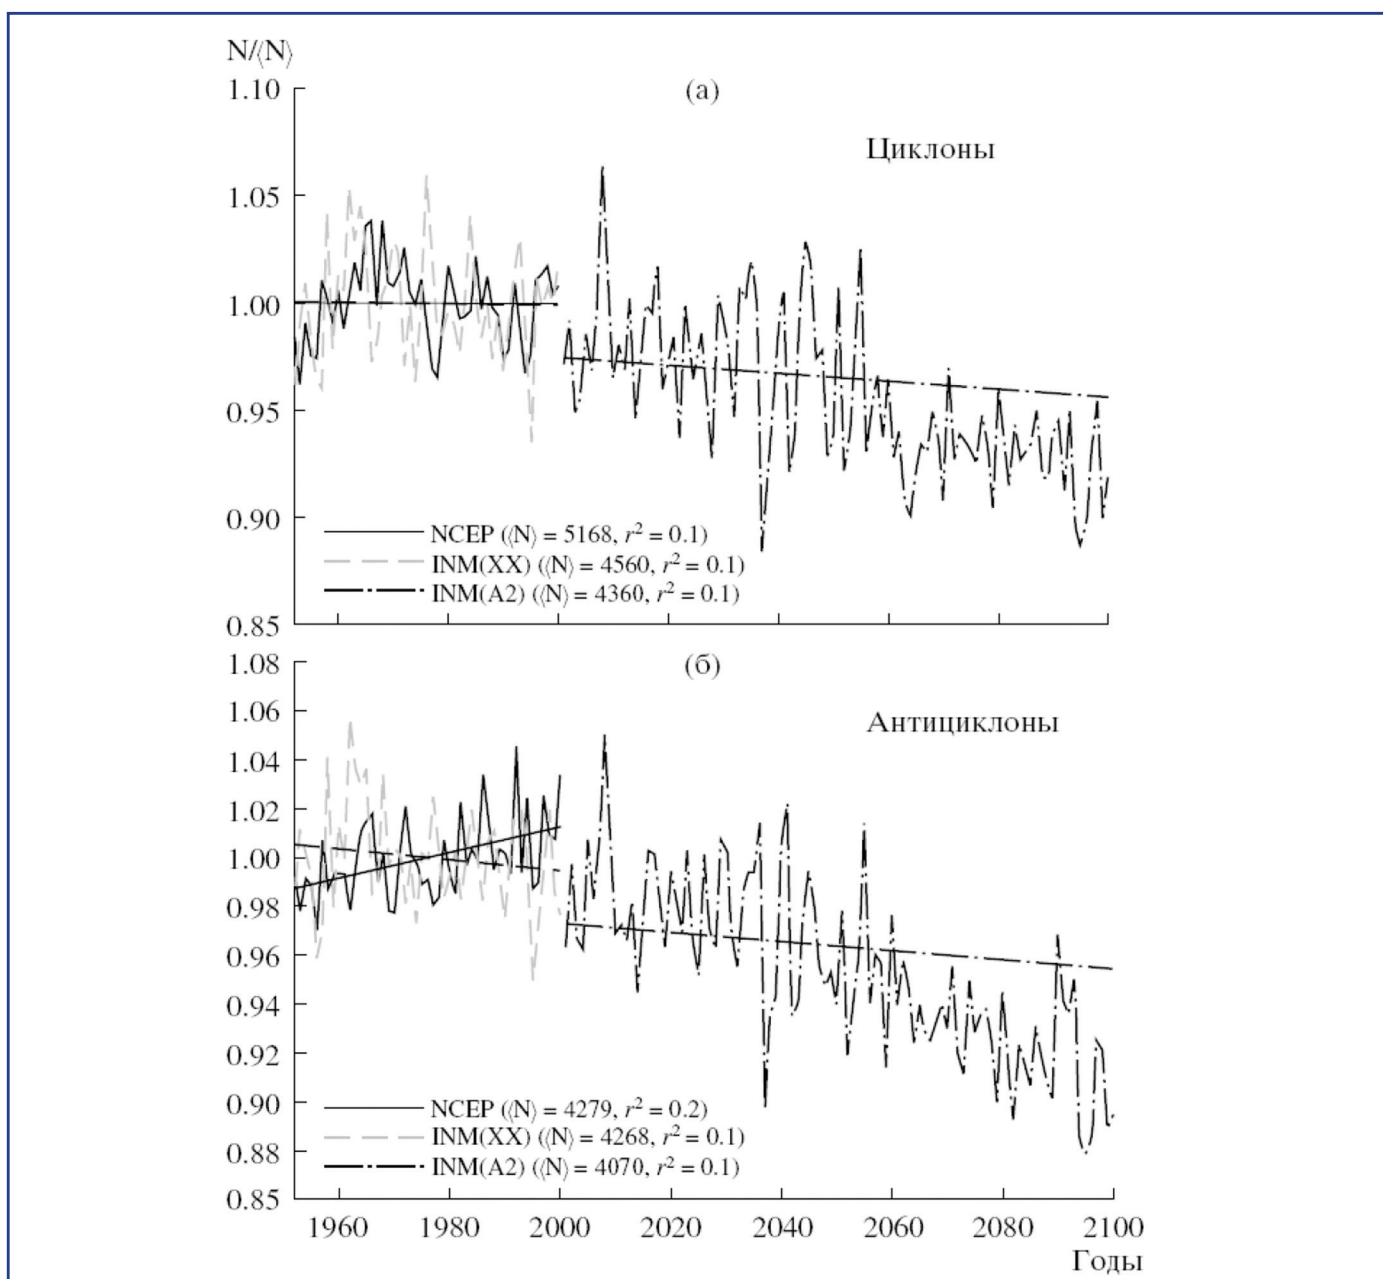 N/⟨N⟩
(а)
1.10
Циклоны
1.05
1.00
0.95
0.90
NCEP (⟨N⟩ = 5168, r² = 0.1)
INM(XX) (⟨N⟩ = 4560, r² = 0.1)
INM(A2) (⟨N⟩ = 4360, r² = 0.1)
0.85
1.08
(б)
1.06
Антициклоны
1.04
1.02
1.00
0.98
0.96
0.94
0.92
0.90
NCEP (⟨N⟩ = 4279, r² = 0.2)
INM(XX) (⟨N⟩ = 4268, r² = 0.1)
0.88
INM(A2) (⟨N⟩ = 4070, r² = 0.1)
0.85
1960 1980 2000 2020 2040 2060 2080 2100
Годы